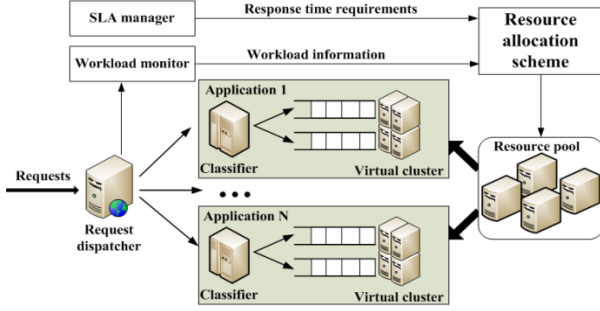 SLA manager
Response time requirements
Resource
allocation
scheme
Workload monitor
Workload information
Application 1
Classifier
Virtual cluster
Resource pool
Requests
Request
dispatcher
Application N
Classifier
Virtual cluster